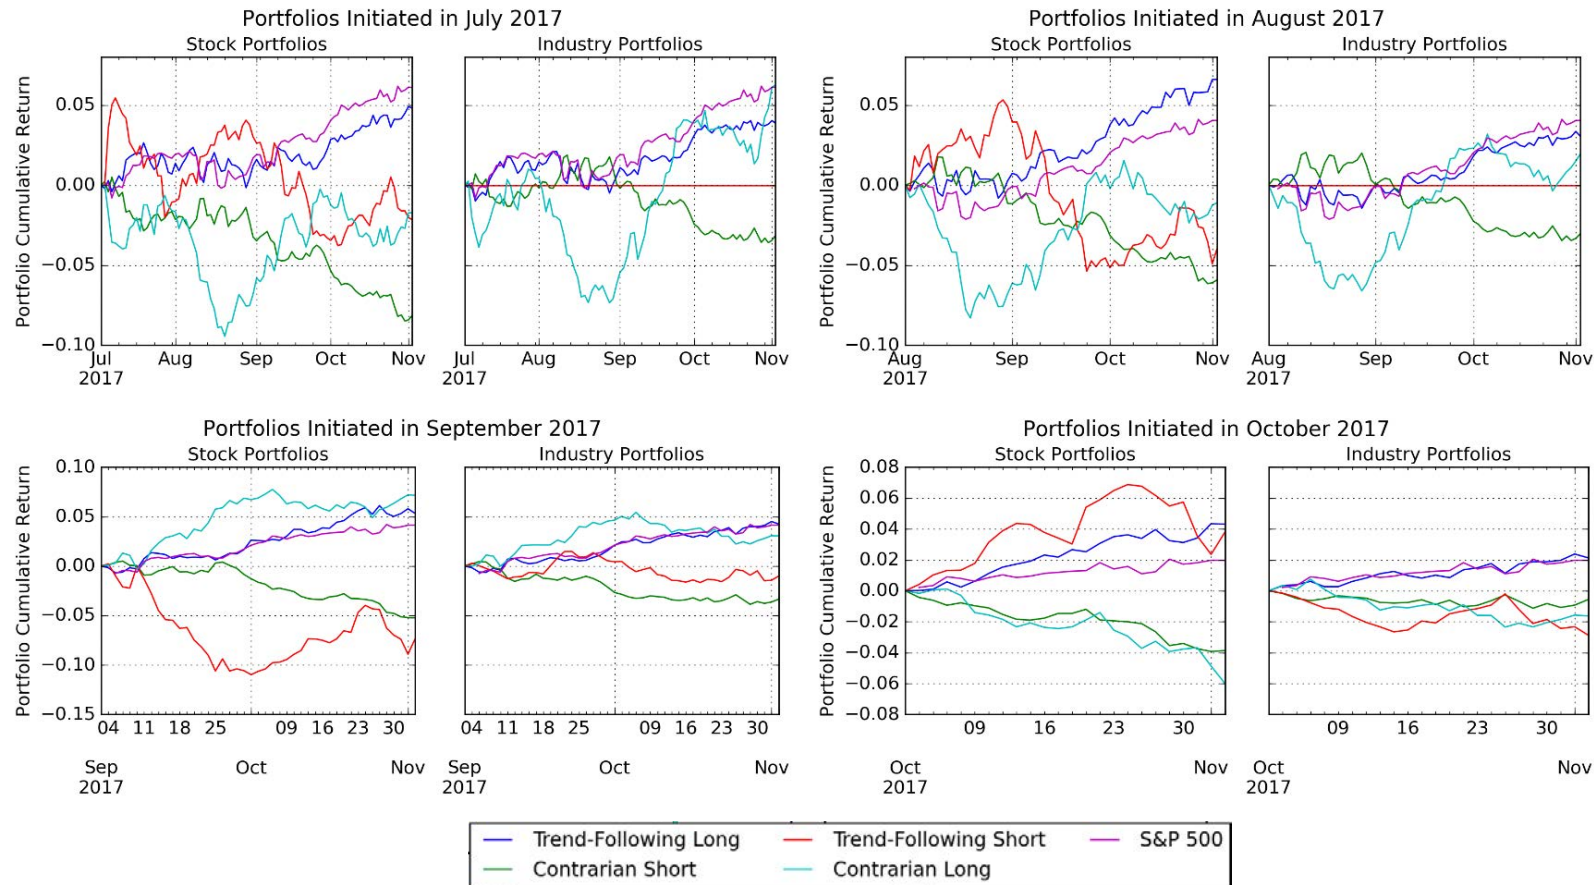 Portfolios Initiated in July 2017
Stock Portfolios
Industry Portfolios
Portfolio Cumulative Return
0.05
0.00
−0.05
−0.10
Jul Aug Sep Oct Nov
2017
Jul Aug Sep Oct Nov
2017
Portfolios Initiated in August 2017
Stock Portfolios
Industry Portfolios
Portfolio Cumulative Return
0.05
0.00
−0.05
−0.10
Aug Sep Oct Nov
2017
Aug Sep Oct Nov
2017
Portfolios Initiated in September 2017
Stock Portfolios
Industry Portfolios
Portfolio Cumulative Return
0.10
0.05
0.00
−0.05
−0.10
−0.15
04 11 18 25 09 16 23 30
Sep Oct Nov
2017
04 11 18 25 09 16 23 30
Sep Oct Nov
2017
Portfolios Initiated in October 2017
Stock Portfolios
Industry Portfolios
Portfolio Cumulative Return
0.08
0.06
0.04
0.02
0.00
−0.02
−0.04
−0.06
−0.08
09 16 23 30
Oct Nov
2017
09 16 23 30
Oct Nov
2017
Trend-Following Long Trend-Following Short S&P 500
Contrarian Short Contrarian Long